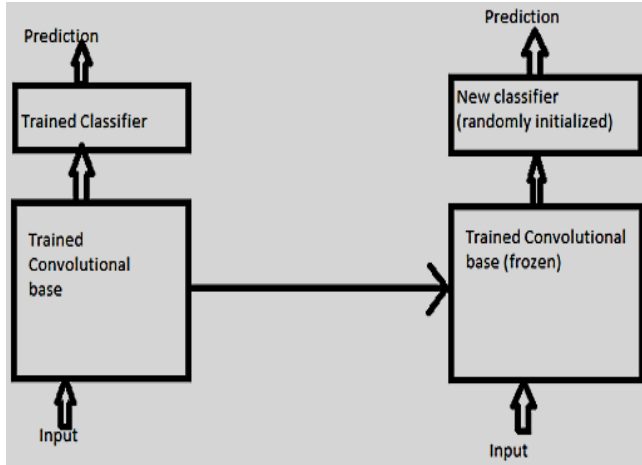 Prediction
Trained Classifier
Trained
Convolutional
base
Input
Prediction
New classifier
(randomly initialized)
Trained Convolutional
base (frozen)
Input